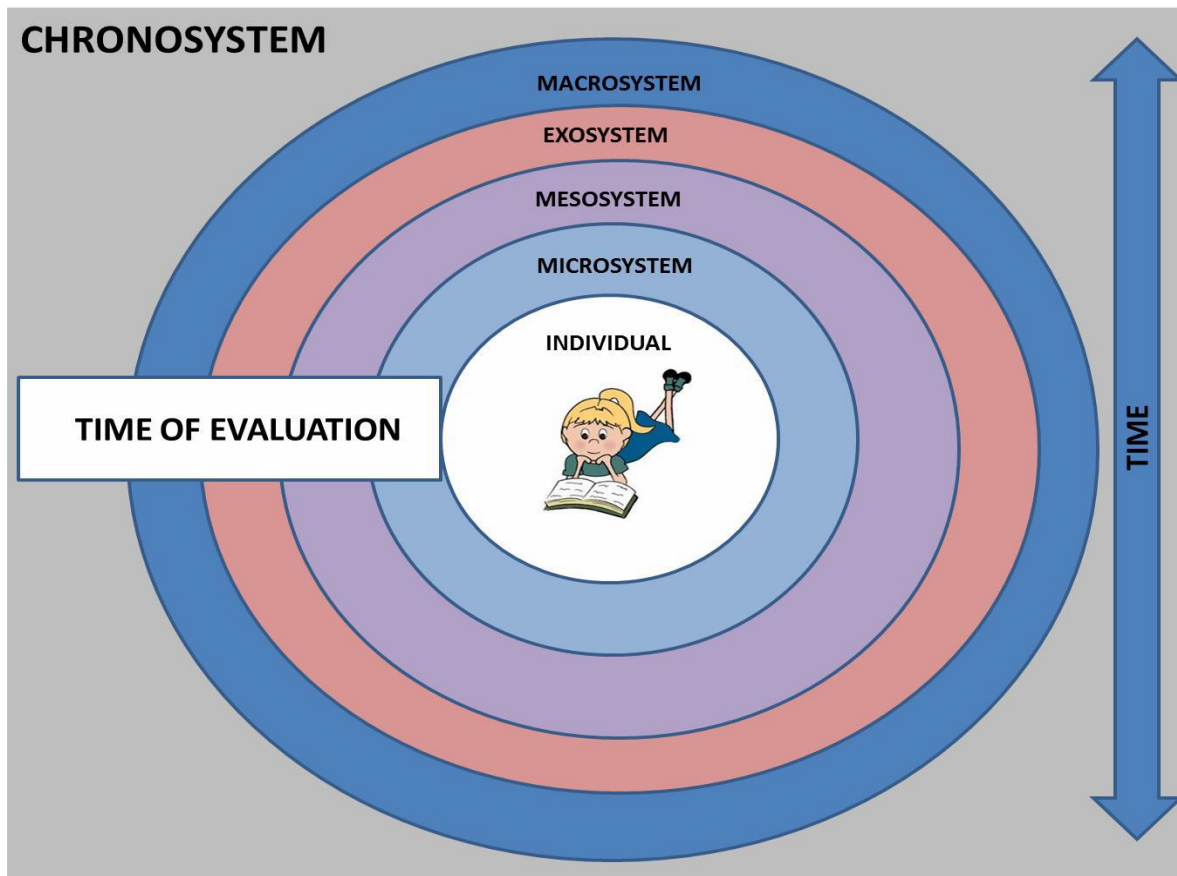 CHRONOSYSTEM
MACROSYSTEM
EXOSYSTEM
MESOSYSTEM
MICROSYSTEM
INDIVIDUAL
TIME OF EVALUATION
TIME